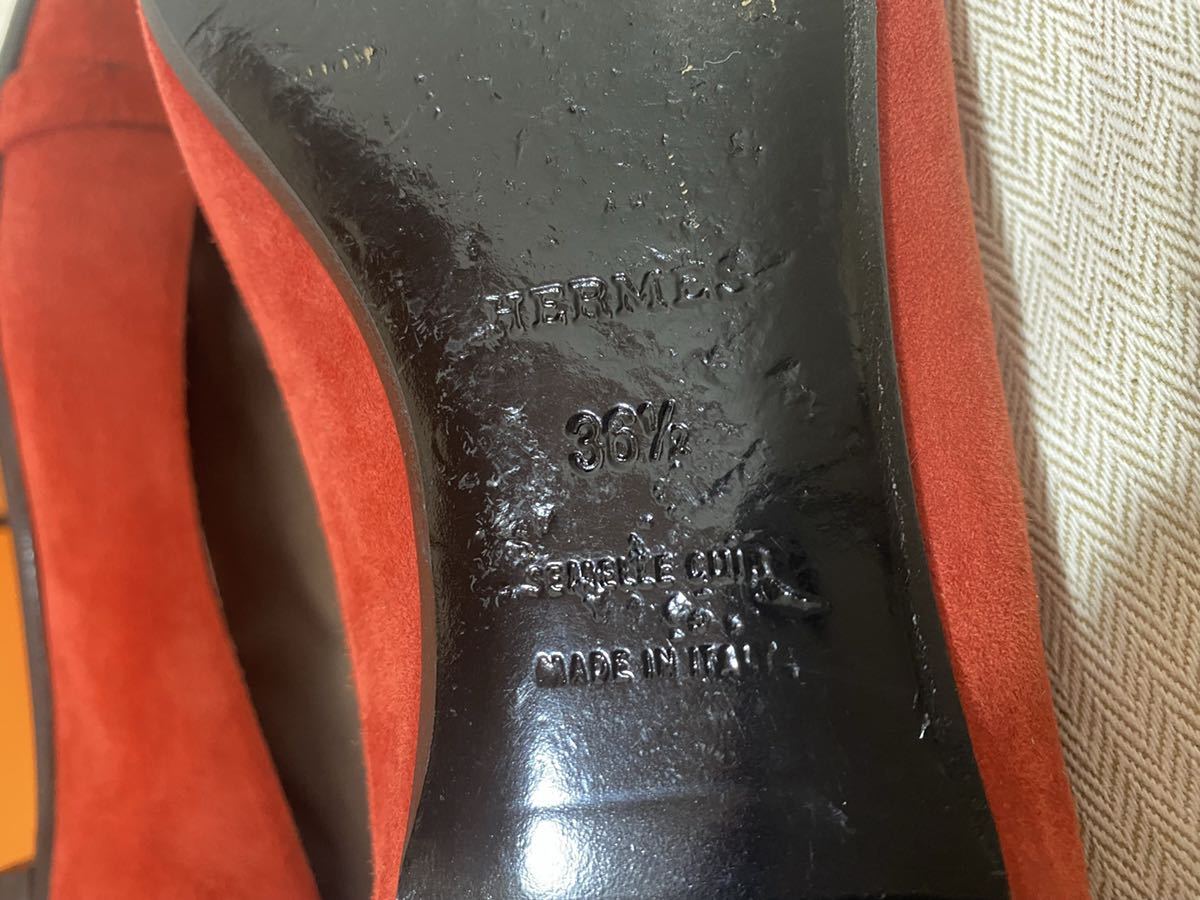 HERMES
36½
SEMELLE CUIR
MADE IN ITALY